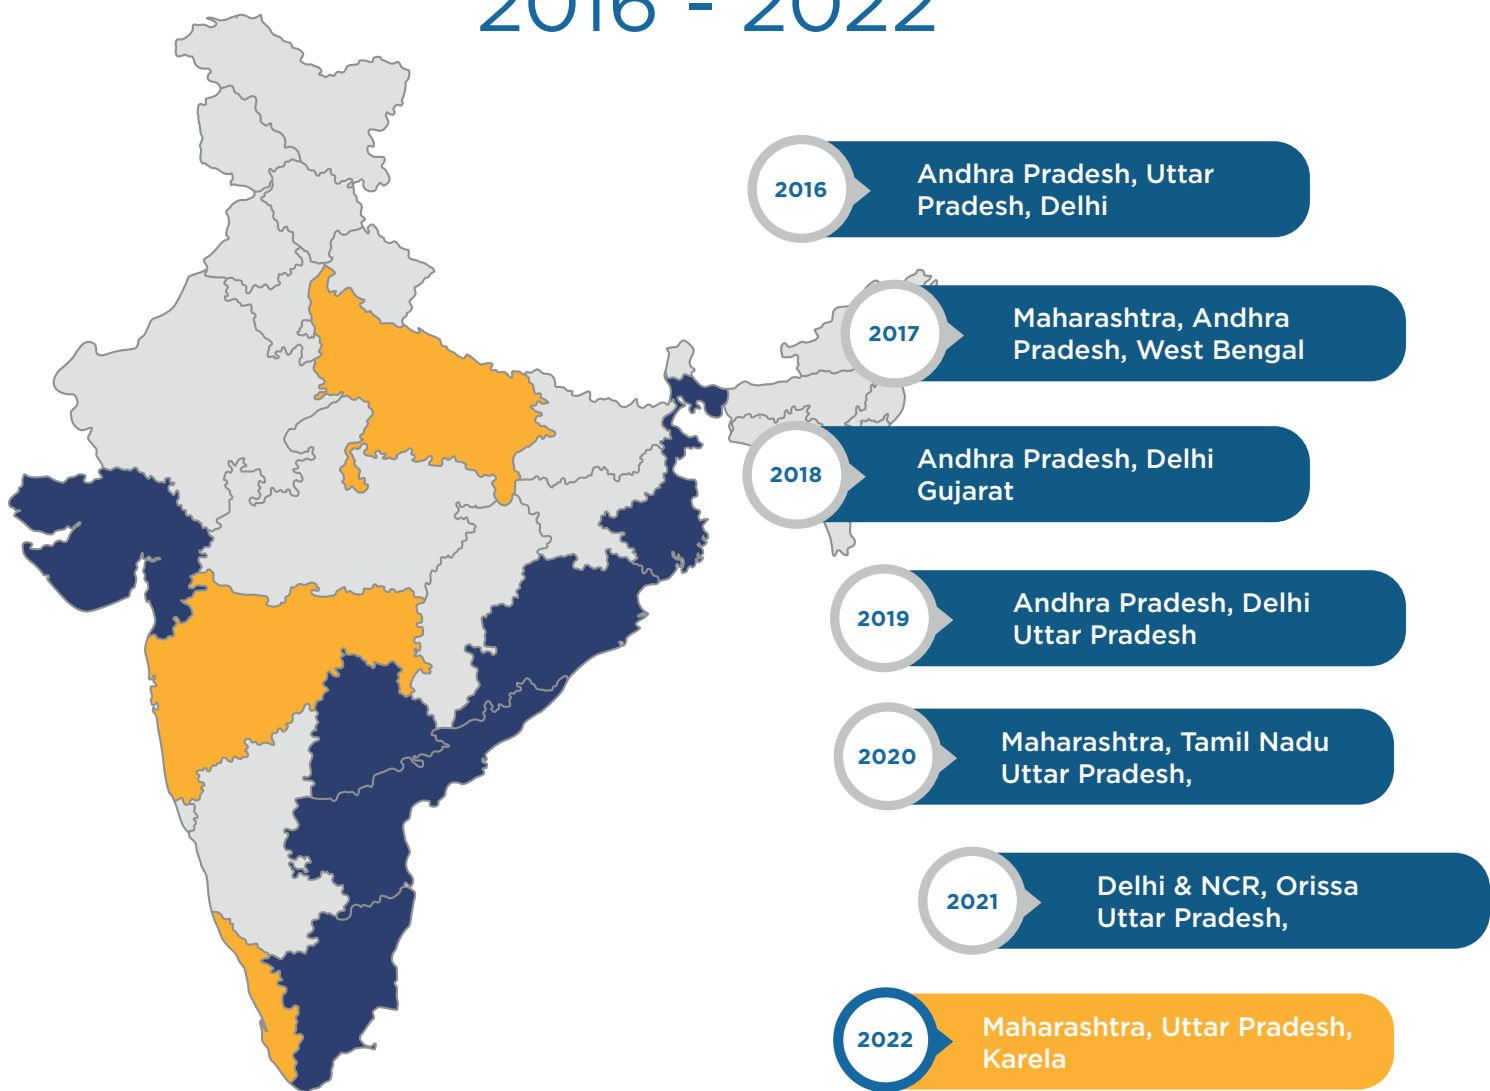 2016 - 2022
2016
Andhra Pradesh, Uttar
Pradesh, Delhi
2017
Maharashtra, Andhra
Pradesh, West Bengal
2018
Andhra Pradesh, Delhi
Gujarat
2019
Andhra Pradesh, Delhi
Uttar Pradesh
2020
Maharashtra, Tamil Nadu
Uttar Pradesh,
2021
Delhi & NCR, Orissa
Uttar Pradesh,
2022
Maharashtra, Uttar Pradesh,
Karela